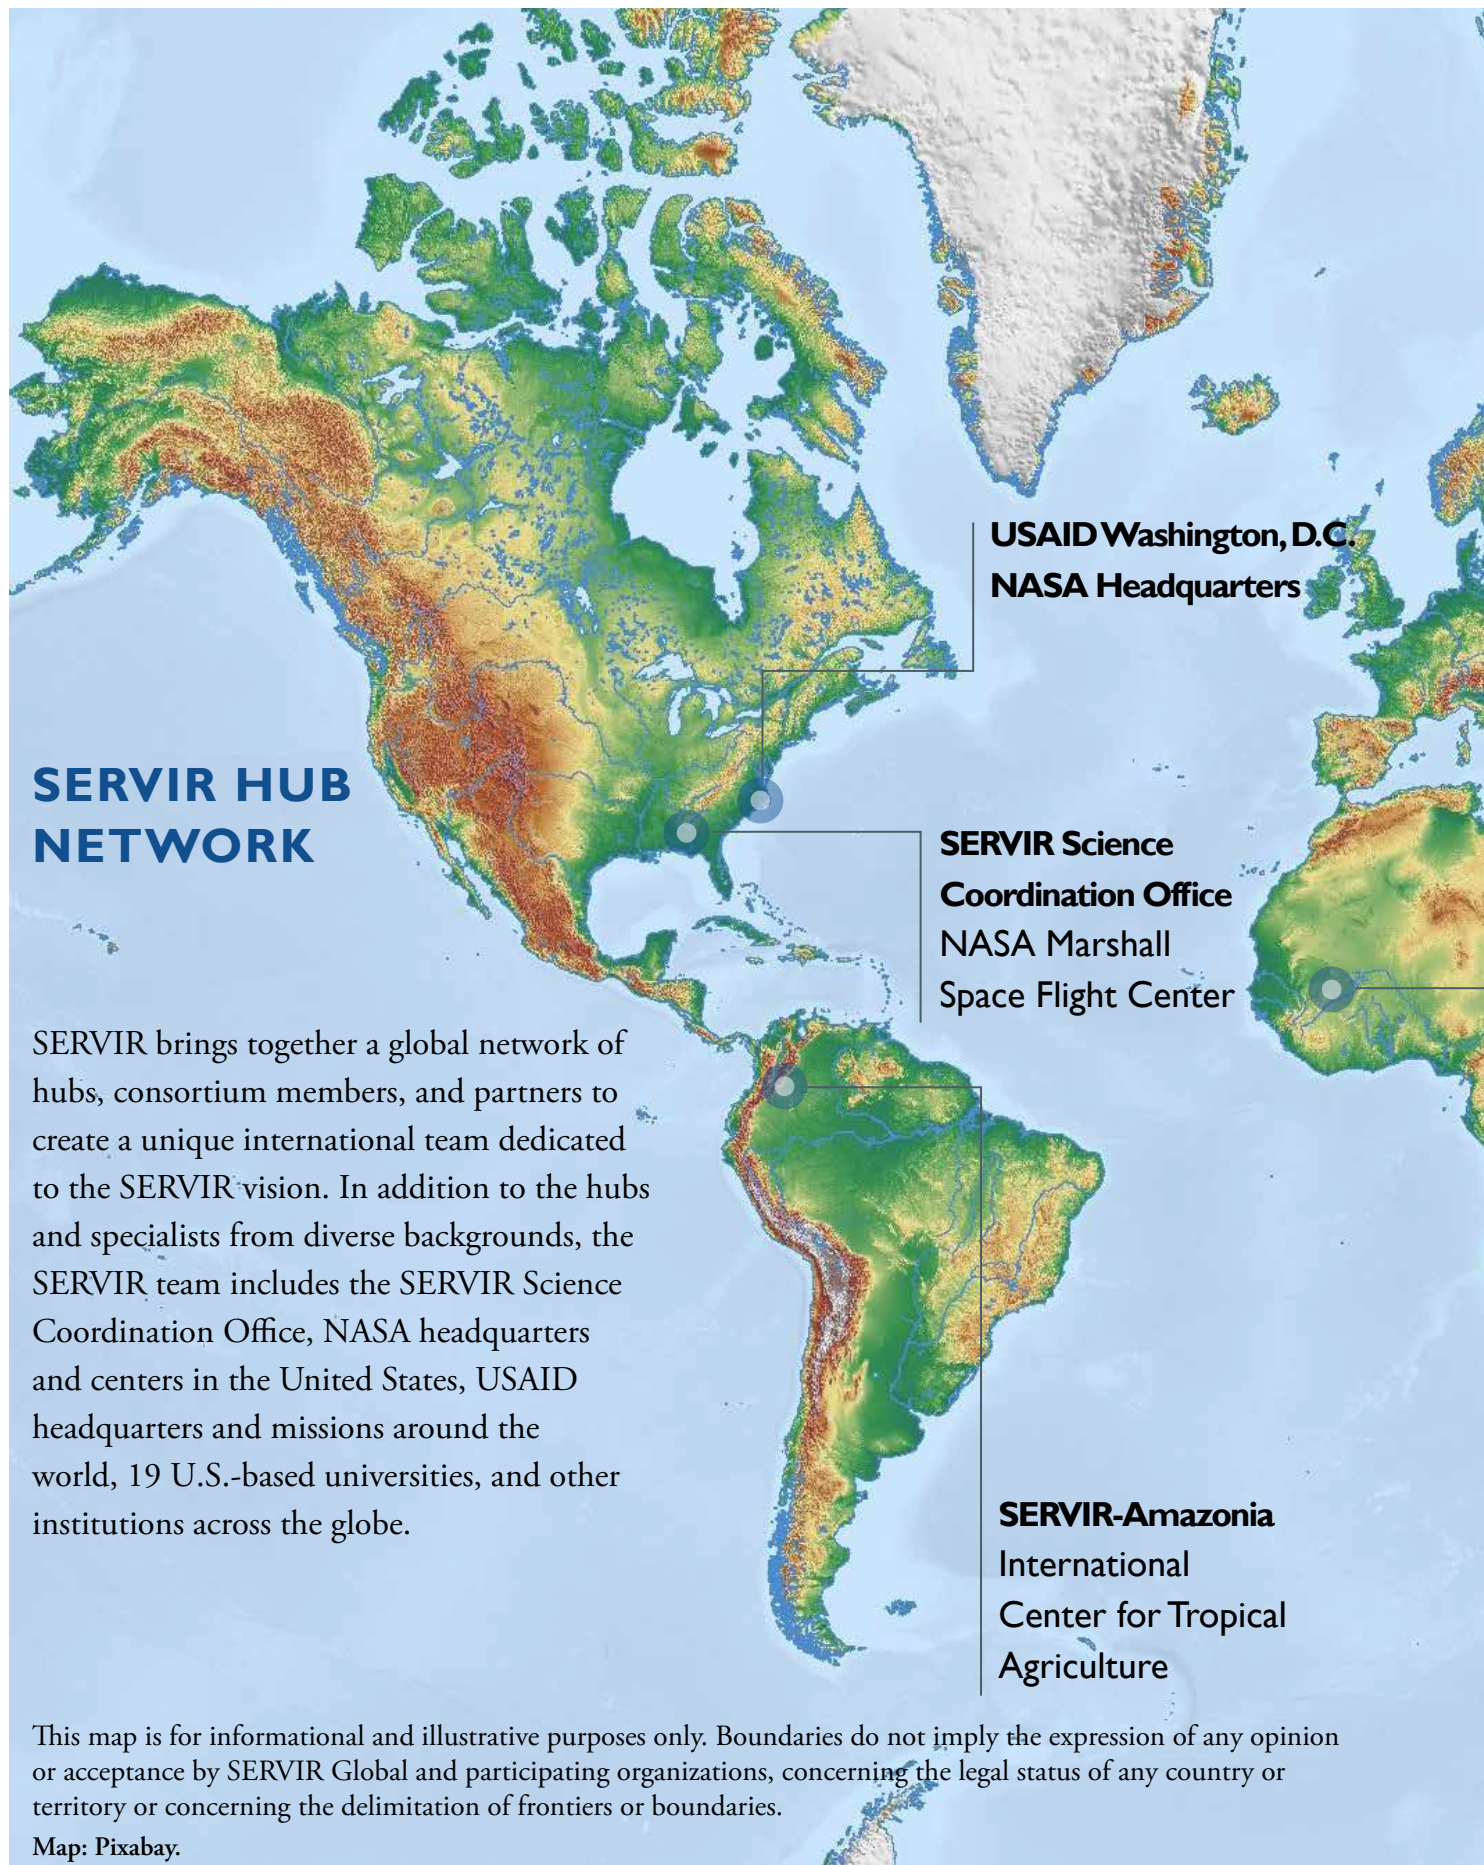 USAID Washington, D.C.
NASA Headquarters
SERVIR HUB
NETWORK
SERVIR Science
Coordination Office
NASA Marshall
Space Flight Center
SERVIR brings together a global network of
hubs, consortium members, and partners to
create a unique international team dedicated
to the SERVIR vision. In addition to the hubs
and specialists from diverse backgrounds, the
SERVIR team includes the SERVIR Science
Coordination Office, NASA headquarters
and centers in the United States, USAID
headquarters and missions around the
world, 19 U.S.-based universities, and other
institutions across the globe.
SERVIR-Amazonia
International
Center for Tropical
Agriculture
This map is for informational and illustrative purposes only. Boundaries do not imply the expression of any opinion
or acceptance by SERVIR Global and participating organizations, concerning the legal status of any country or
territory or concerning the delimitation of frontiers or boundaries.
Map: Pixabay.